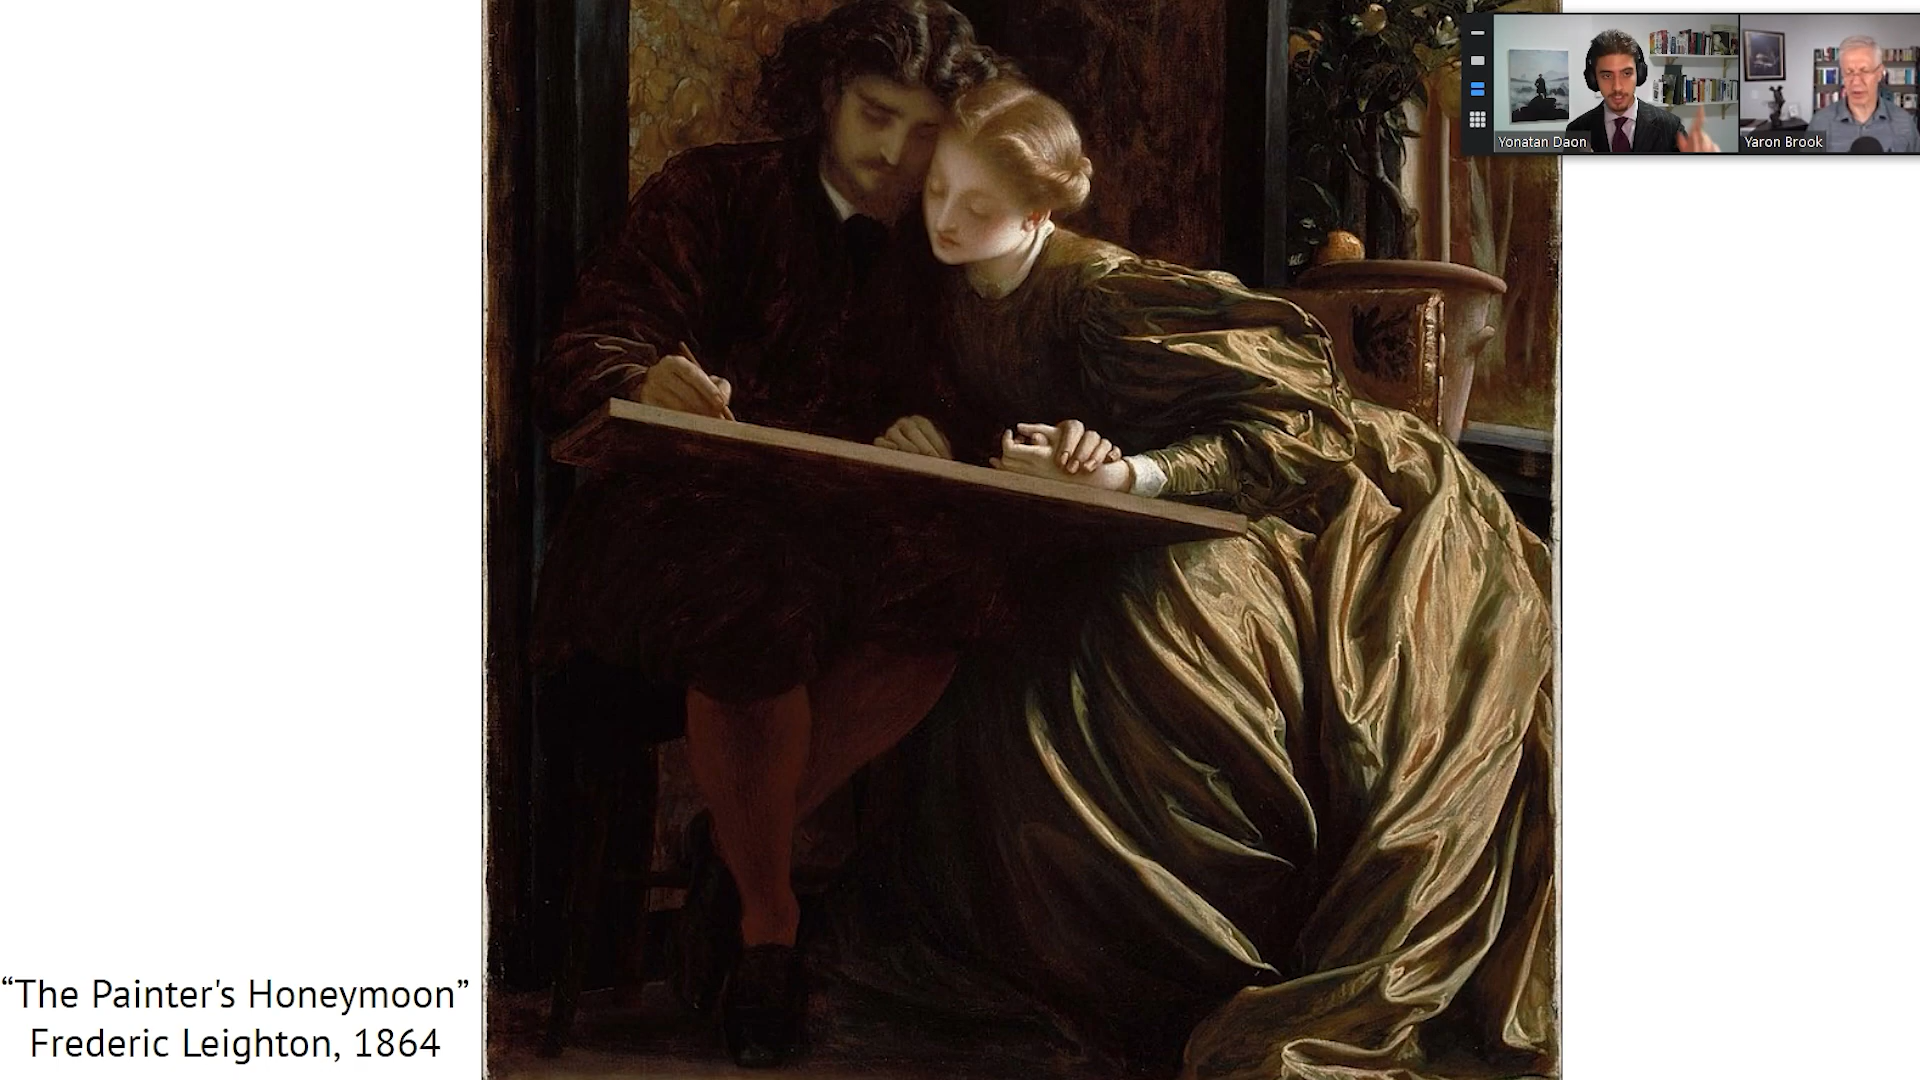 Yonatan Daon
Yaron Brook
“The Painter's Honeymoon”
Frederic Leighton, 1864